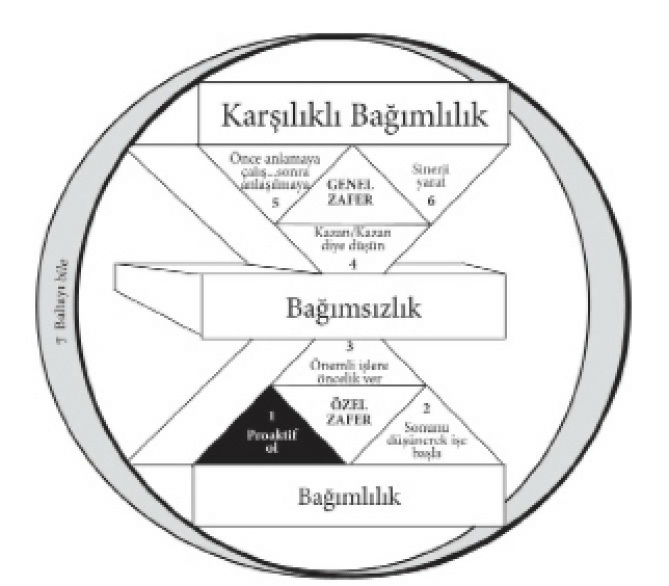 Karşılıklı Bağımlılık
Önce anlamaya
çalış...sonra
anlaşılmaya
5
GENEL
ZAFER
Sinerji
yarat
6
Kazan/Kazan
diye düşün
4
7 Baltayı bile
Bağımsızlık
3
Önemli işlere
öncelik ver
1
Proaktif
ol
ÖZEL
ZAFER
2
Sonunu
düşünerek işe
başla
Bağımlılık